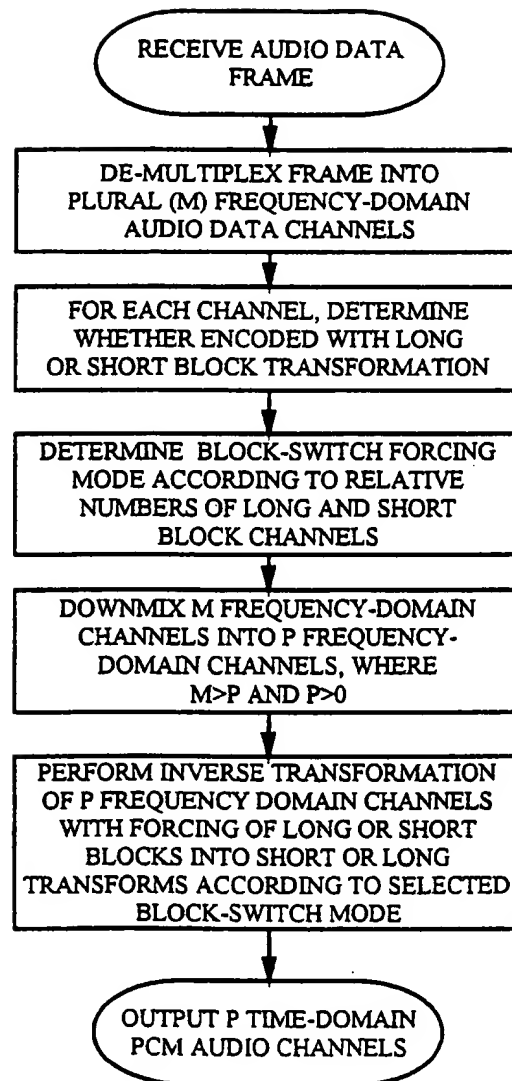 RECEIVE AUDIO DATA
FRAME
DE-MULTIPLEX FRAME INTO
PLURAL (M) FREQUENCY-DOMAIN
AUDIO DATA CHANNELS
FOR EACH CHANNEL, DETERMINE
WHETHER ENCODED WITH LONG
OR SHORT BLOCK TRANSFORMATION
DETERMINE BLOCK-SWITCH FORCING
MODE ACCORDING TO RELATIVE
NUMBERS OF LONG AND SHORT
BLOCK CHANNELS
DOWNMIX M FREQUENCY-DOMAIN
CHANNELS INTO P FREQUENCY-
DOMAIN CHANNELS, WHERE
M>P AND P>0
PERFORM INVERSE TRANSFORMATION
OF P FREQUENCY DOMAIN CHANNELS
WITH FORCING OF LONG OR SHORT
BLOCKS INTO SHORT OR LONG
TRANSFORMS ACCORDING TO SELECTED
BLOCK-SWITCH MODE
OUTPUT P TIME-DOMAIN
PCM AUDIO CHANNELS